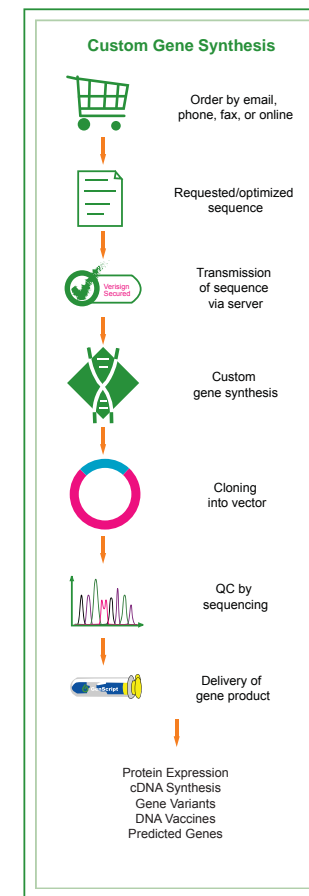 Custom Gene Synthesis
Order by email,
phone, fax, or online
Requested/optimized
sequence
Verisign
Secured
Transmission
of sequence
via server
Custom
gene synthesis
Cloning
into vector
QC by
sequencing
GenScript
Delivery of
gene product
Protein Expression
cDNA Synthesis
Gene Variants
DNA Vaccines
Predicted Genes